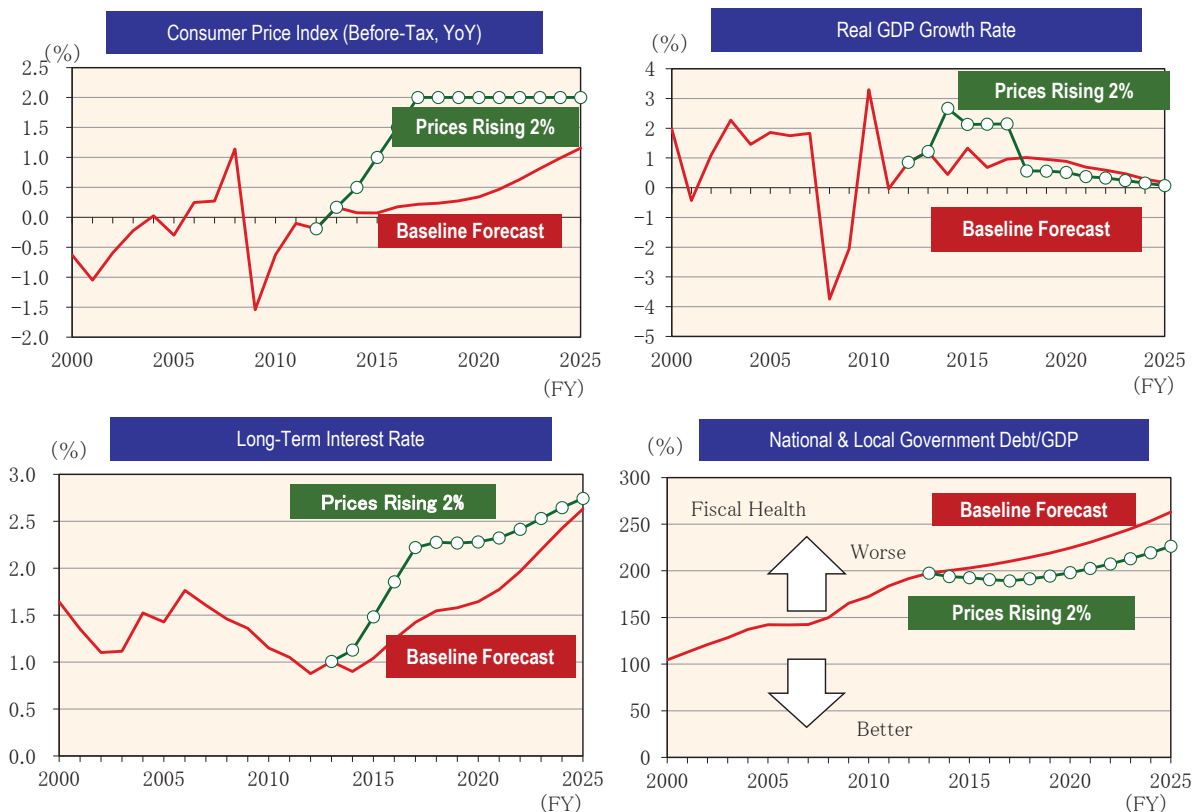 Consumer Price Index (Before-Tax, YoY)
(%)
2.5
2.0
1.5
1.0
0.5
0.0
−0.5
−1.0
−1.5
−2.0
Prices Rising 2%
Baseline Forecast
2000 2005 2010 2015 2020 2025
(FY)
Real GDP Growth Rate
(%)
4
3
2
1
0
−1
−2
−3
−4
−5
Prices Rising 2%
Baseline Forecast
2000 2005 2010 2015 2020 2025
(FY)
Long-Term Interest Rate
(%)
3.0
2.5
2.0
1.5
1.0
0.5
0.0
Prices Rising 2%
Baseline Forecast
2000 2005 2010 2015 2020 2025
(FY)
National & Local Government Debt/GDP
(%)
300
250
200
150
100
50
0
Fiscal Health
Worse
Better
Baseline Forecast
Prices Rising 2%
2000 2005 2010 2015 2020 2025
(FY)